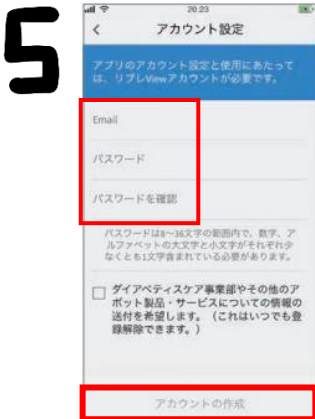 5
20:23
アカウント設定
アプリのアカウント設定と使用にあたって
は、リブレViewアカウントが必要です。
Email
パスワード
パスワードを確認
パスワードは8〜36文字の範囲内で、数字、ア
ルファベットの大文字と小文字がそれぞれ少
なくとも1文字含まれている必要があります。
ダイアベティスケア事業部やその他のア
ボット製品・サービスについての情報の
送付を希望します。（これはいつでも登
録解除できます。）
アカウントの作成